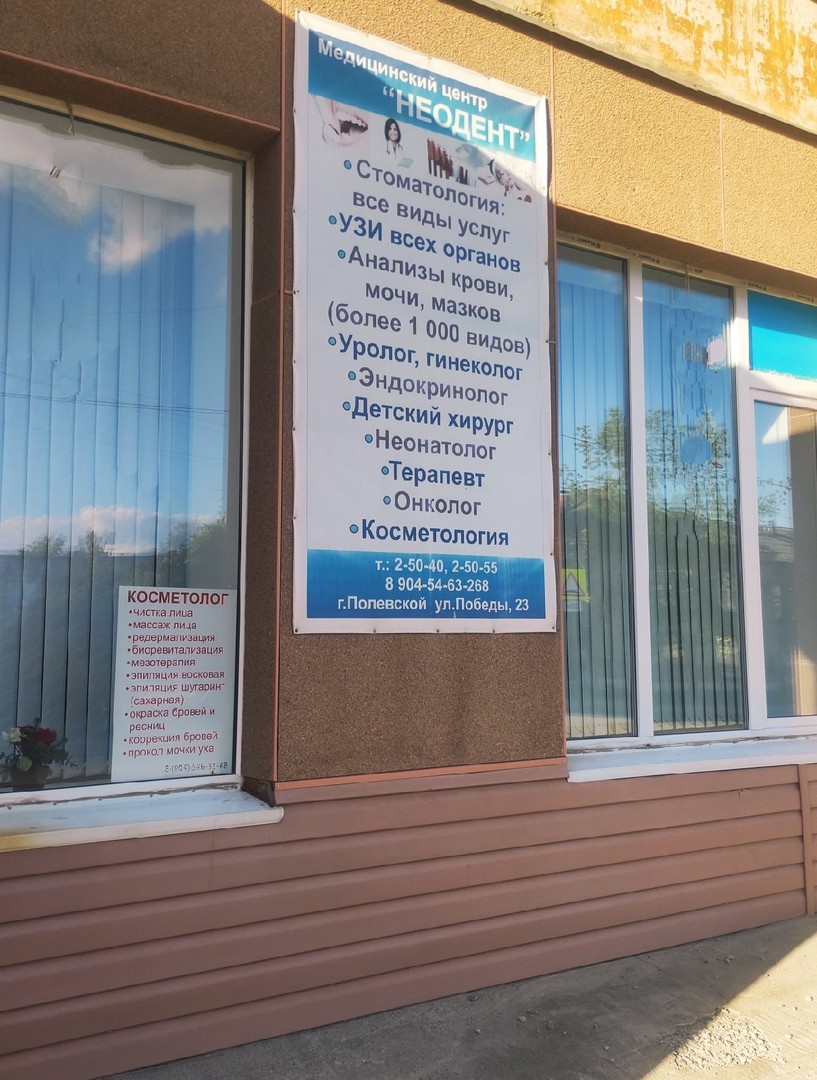 Медицинский центр
“НЕОДЕНТ”
•Стоматология:
все виды услуг
•УЗИ всех органов
•Анализы крови,
мочи, мазков
(более 1 000 видов)
•Уролог, гинеколог
•Эндокринолог
•Детский хирург
•Неонатолог
•Терапевт
•Онколог
•Косметология
т.: 2-50-40, 2-50-55
8 904-54-63-268
г.Полевской ул.Победы, 23
КОСМЕТОЛОГ
•чистка лица
•массаж лица
•редермализация
•биоревитализация
•мезотерапия
•эпиляция восковая
•эпиляция шугаринг
(сахарная)
•окраска бровей и
ресниц
•коррекция бровей
•прокол мочки уха